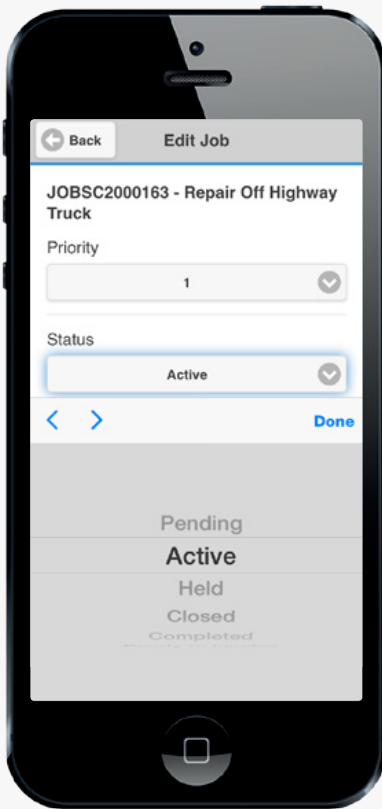 Back
Edit Job
JOBSC2000163 - Repair Off Highway
Truck
Priority
1
Status
Active
Done
Pending
Active
Held
Closed
Completed